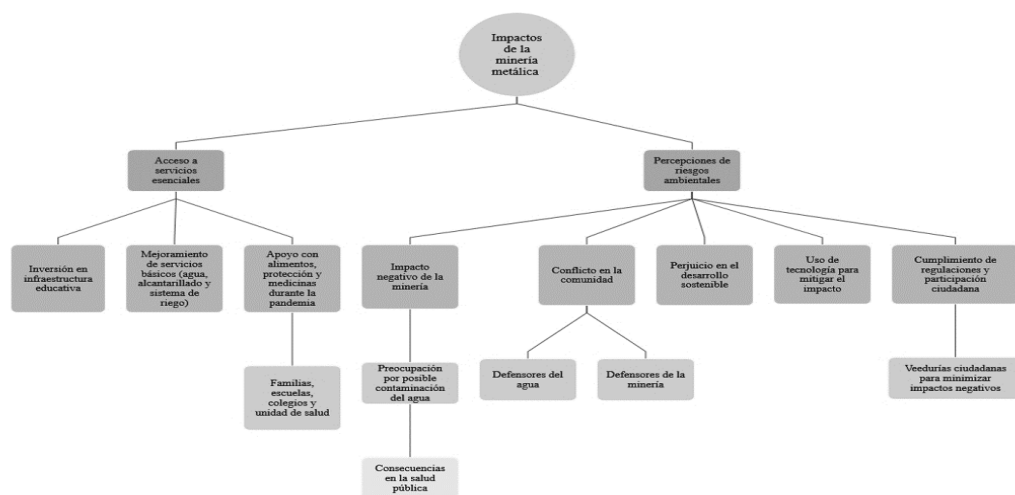 Impactos
de la
minería
metálica
Acceso a
servicios
esenciales
Percepciones de
riesgos
ambientales
Inversión en
infraestructura
educativa
Mejoramiento
de servicios
básicos (agua,
alcantarillado y
sistema de
riego)
Apoyo con
alimentos,
protección y
medicinas
durante la
pandemia
Impacto
negativo de la
minería
Conflicto en la
comunidad
Perjuicio en el
desarrollo
sostenible
Uso de
tecnología para
mitigar el
impacto
Cumplimiento de
regulaciones y
participación
ciudadana
Familias,
escuelas,
colegios y
unidad de salud
Preocupación
por posible
contaminación
del agua
Defensores del
agua
Defensores de la
minería
Veedurías ciudadanas
para minimizar
impactos negativos
Consecuencias
en la salud
pública